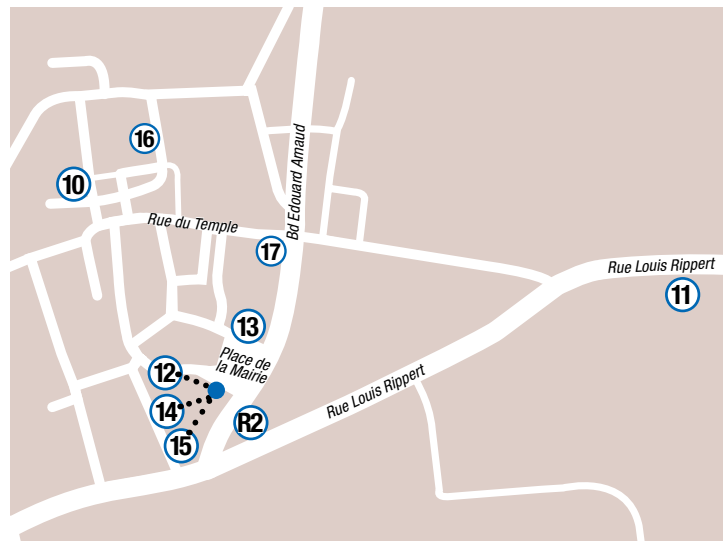 16
10
Rue du Temple
Bd Edouard Arnaud
17
Rue Louis Rippert
11
13
Place de
la Mairie
12
14
15
R2
Rue Louis Rippert